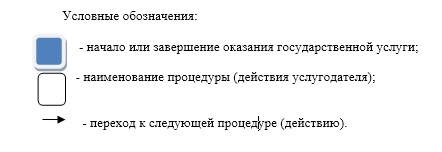 Условные обозначения:
- начало или завершение оказания государственной услуги;
- наименование процедуры (действия услугодателя);
- переход к следующей процедуре (действию).